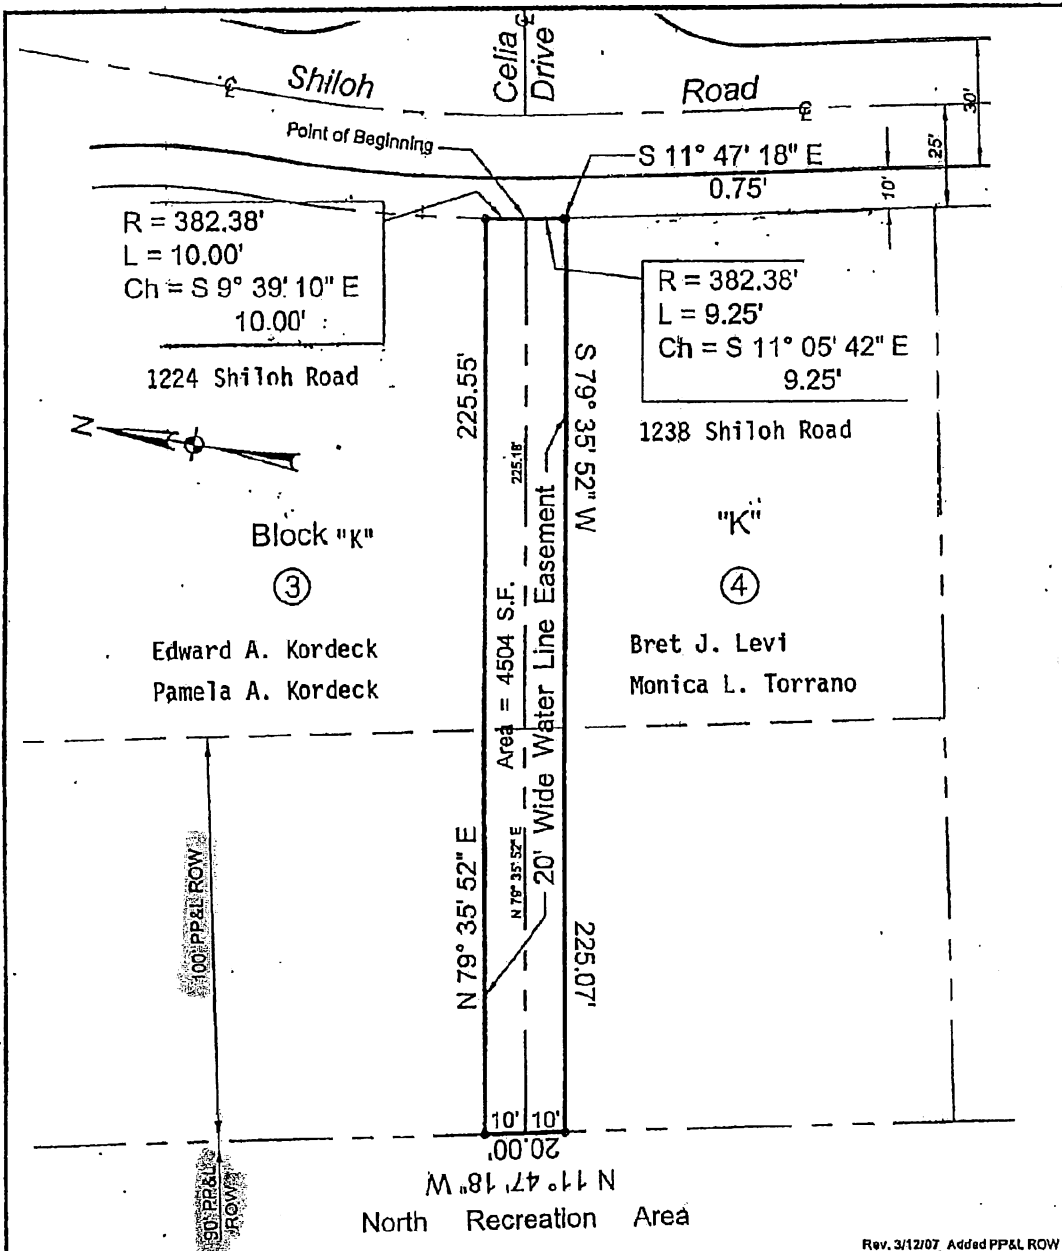 Shiloh
Celia
Drive
Road
℄
℄
℄
Point of Beginning
S 11° 47' 18" E
0.75'
30'
25'
10'
R = 382.38'
L = 10.00'
Ch = S 9° 39' 10" E
10.00'
R = 382.38'
L = 9.25'
Ch = S 11° 05' 42" E
9.25'
1224 Shiloh Road
1238 Shiloh Road
N
225.55'
225.18'
S 79° 35' 52" W
Block "K"
3
"K"
4
Edward A. Kordeck
Pamela A. Kordeck
Bret J. Levi
Monica L. Torrano
Area = 4504 S.F.
20' Wide Water Line Easement
N 79° 35' 52" E
N 79° 35' 52" E
225.07'
100' PP&L ROW
90' PP&L
ROW
10' 10'
20.00'
N 11° 47' 18" W
North Recreation Area
Rev. 3/12/07 Added PP&L ROW